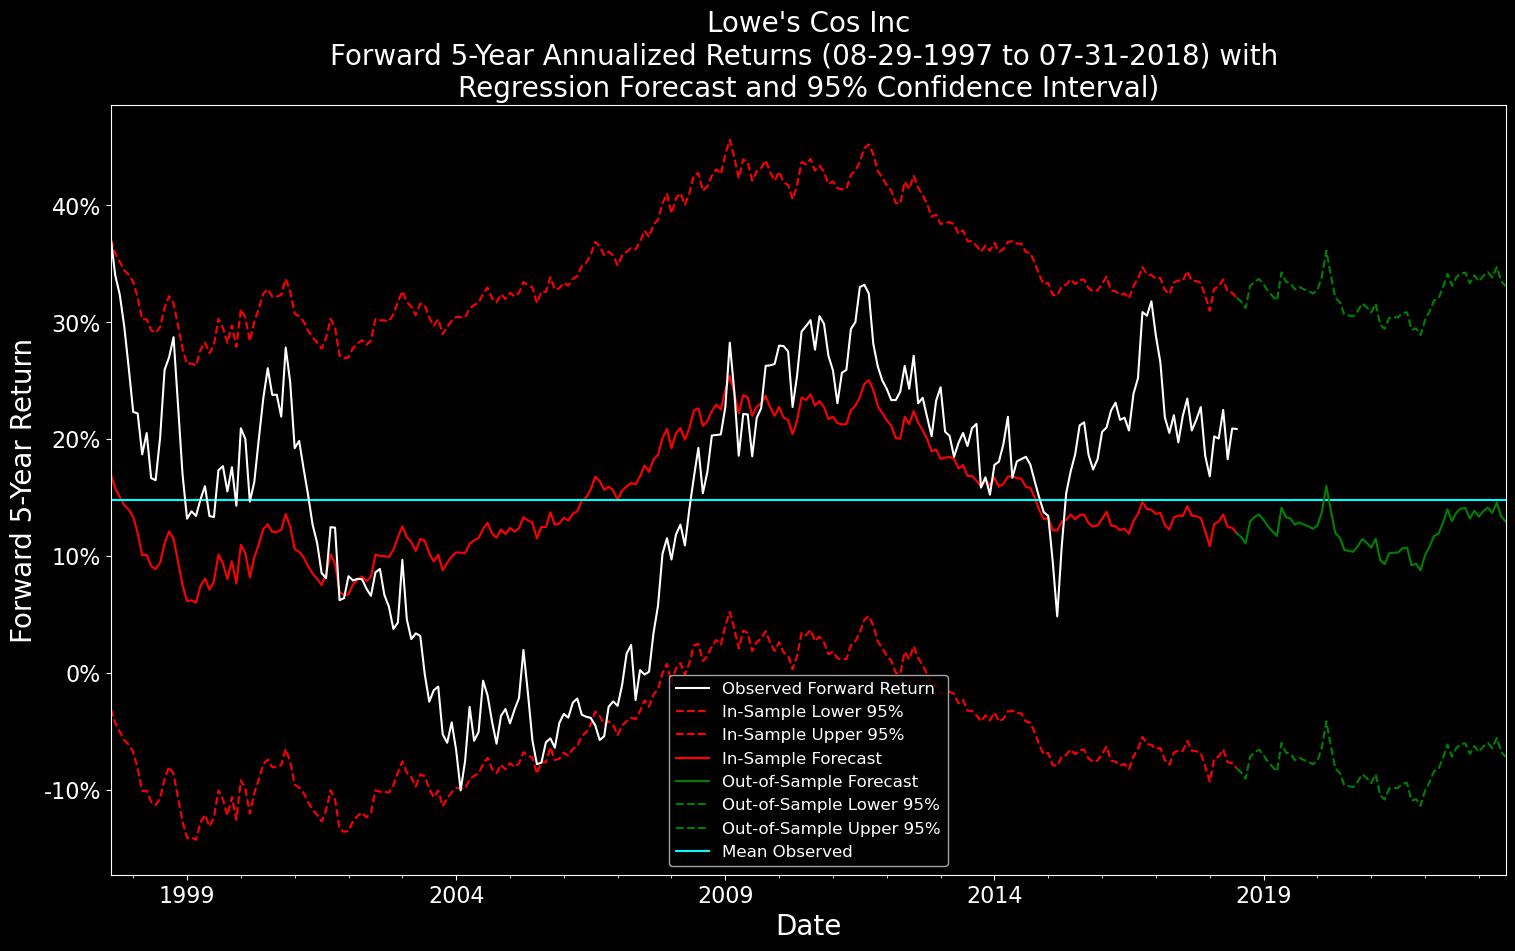 Lowe's Cos Inc
Forward 5-Year Annualized Returns (08-29-1997 to 07-31-2018) with
Regression Forecast and 95% Confidence Interval)
Forward 5-Year Return
40%
30%
20%
10%
0%
-10%
Observed Forward Return
In-Sample Lower 95%
In-Sample Upper 95%
In-Sample Forecast
Out-of-Sample Forecast
Out-of-Sample Lower 95%
Out-of-Sample Upper 95%
Mean Observed
1999
2004
2009
2014
2019
Date